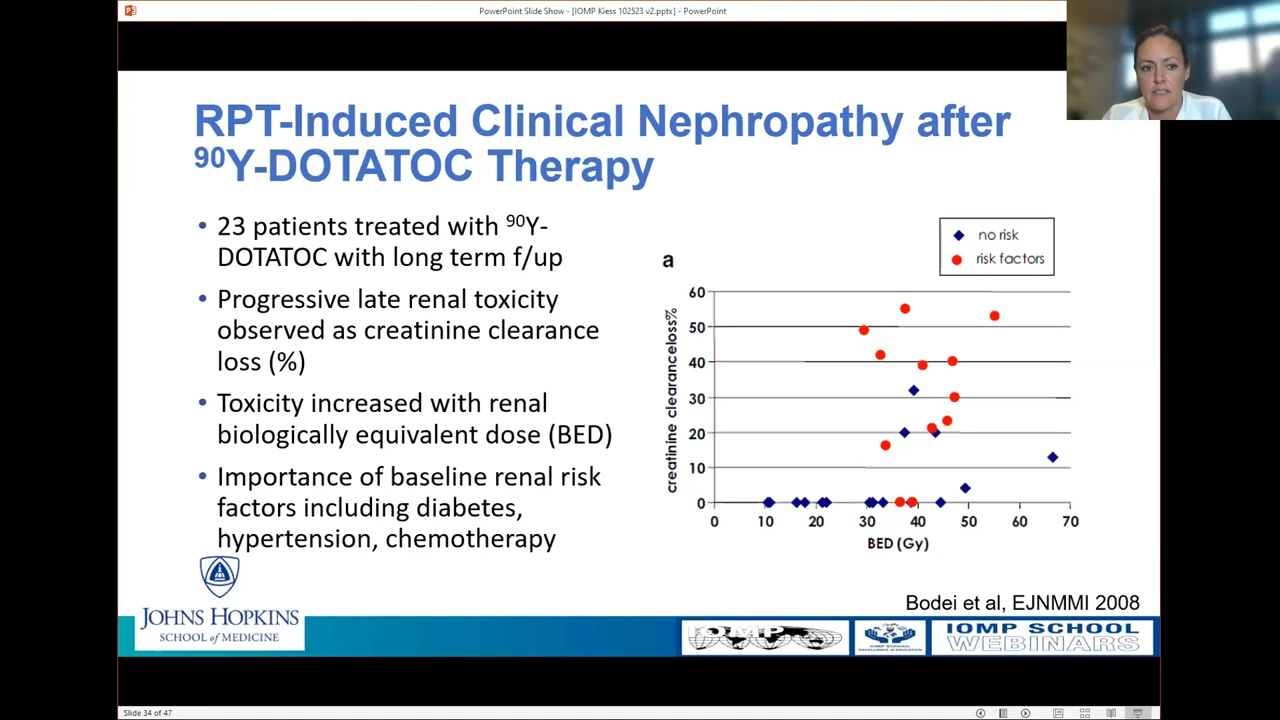 PowerPoint Slide Show - [IOMP Kiess 102523 v2.pptx] - PowerPoint
RPT-Induced Clinical Nephropathy after
⁹⁰Y-DOTATOC Therapy
• 23 patients treated with ⁹⁰Y-
DOTATOC with long term f/up
• Progressive late renal toxicity
observed as creatinine clearance
loss (%)
• Toxicity increased with renal
biologically equivalent dose (BED)
• Importance of baseline renal risk
factors including diabetes,
hypertension, chemotherapy
a
no risk
risk factors
creatinine clearanceloss%
60
50
40
30
20
10
0
0 10 20 30 40 50 60 70
BED (Gy)
Bodei et al, EJNMMI 2008
JOHNS HOPKINS
SCHOOL of MEDICINE
IOMP
IOMP SCHOOL
WEBINARS
Slide 34 of 47